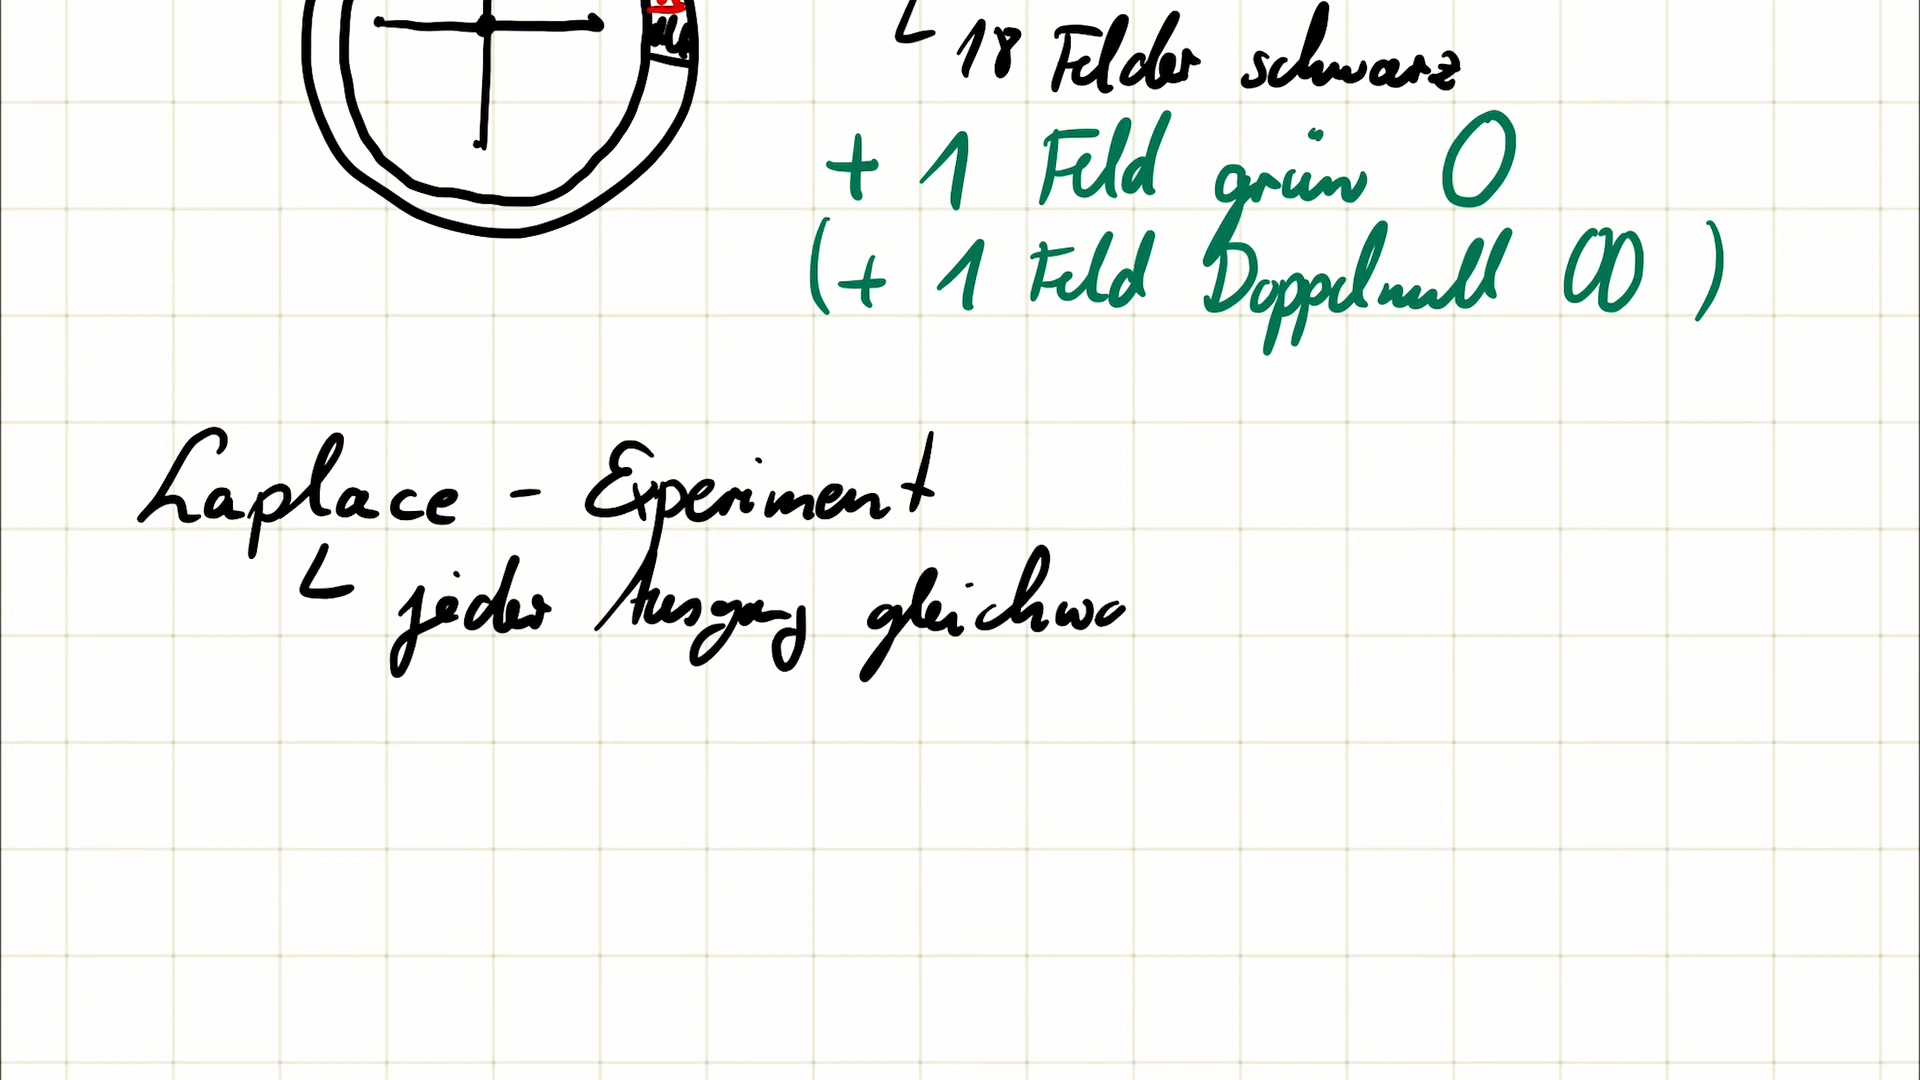 └ 18 Felder schwarz
+ 1 Feld grün 0
(+ 1 Feld Doppelnull 00 )
Laplace - Experiment
└ jeder Ausgang gleichwa